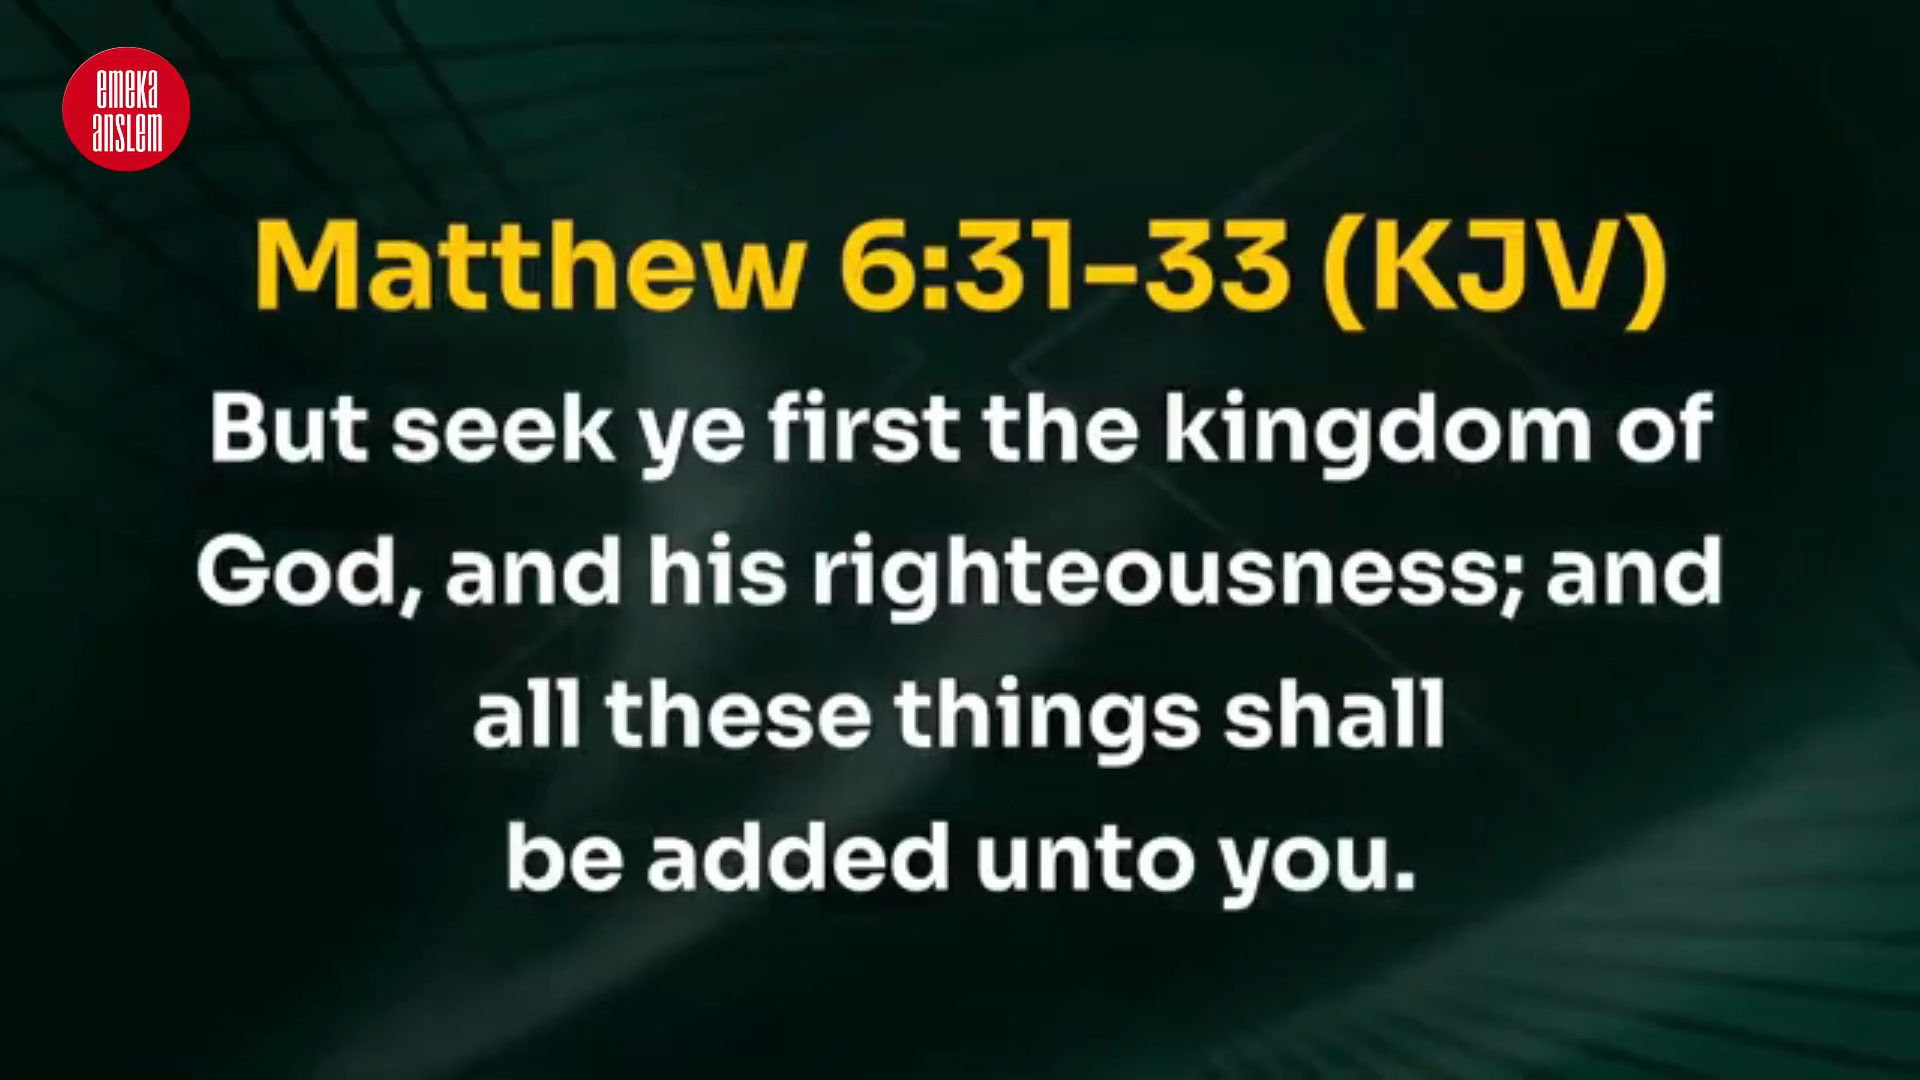 emeka
anslem
Matthew 6:31-33 (KJV)
But seek ye first the kingdom of
God, and his righteousness; and
all these things shall
be added unto you.